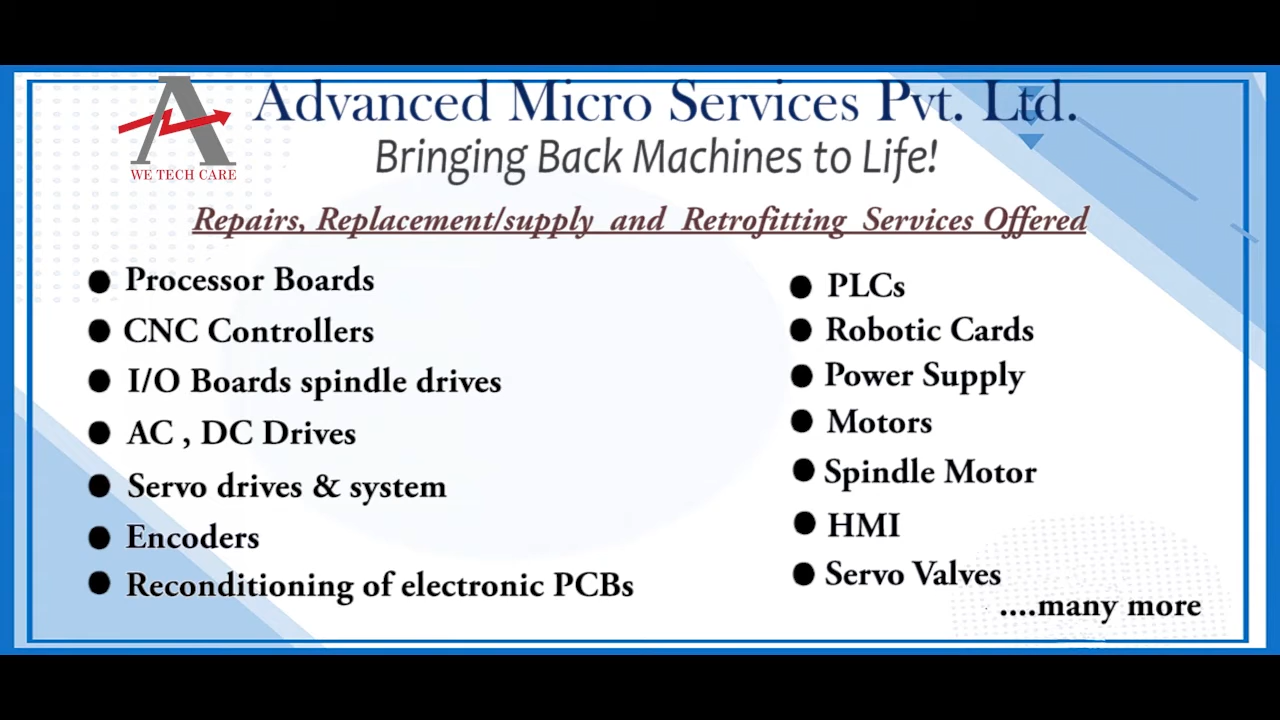 Advanced Micro Services Pvt. Ltd.
WE TECH CARE
Bringing Back Machines to Life!
Repairs, Replacement/supply and Retrofitting Services Offered
Processor Boards
CNC Controllers
I/O Boards spindle drives
AC , DC Drives
Servo drives & system
Encoders
Reconditioning of electronic PCBs
PLCs
Robotic Cards
Power Supply
Motors
Spindle Motor
HMI
Servo Valves
....many more